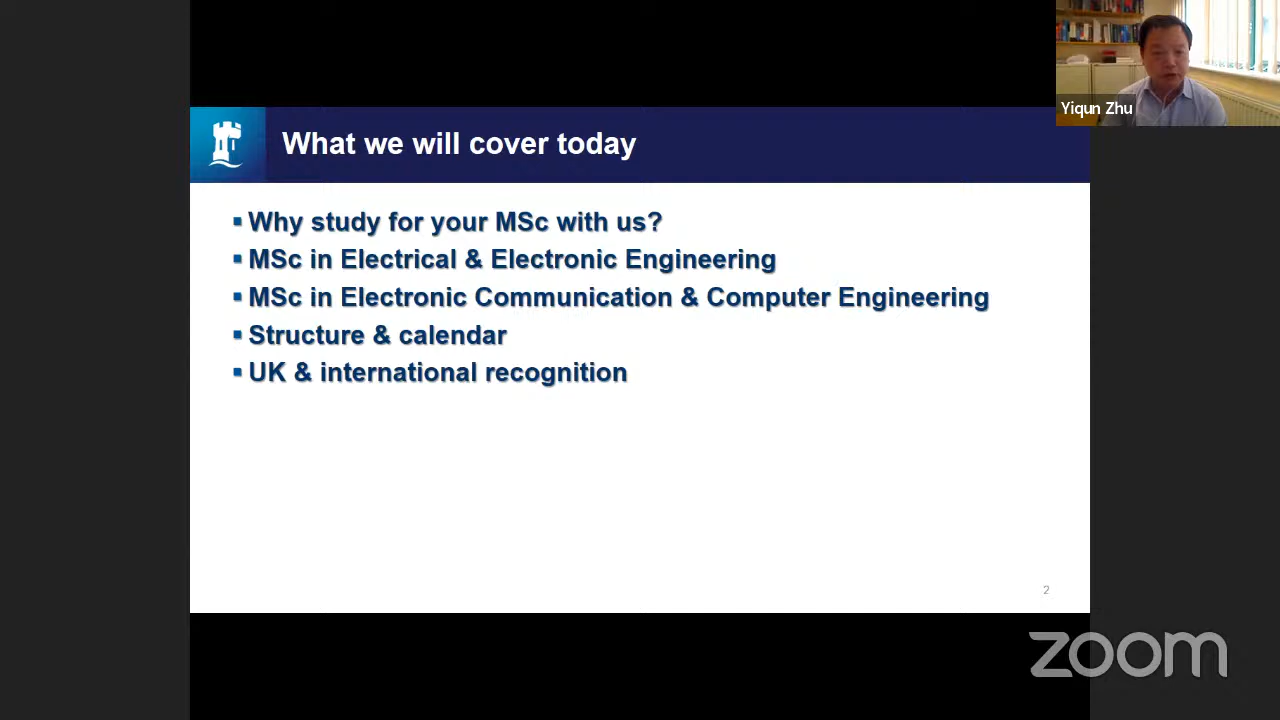 Yiqun Zhu
What we will cover today
▪ Why study for your MSc with us?
▪ MSc in Electrical & Electronic Engineering
▪ MSc in Electronic Communication & Computer Engineering
▪ Structure & calendar
▪ UK & international recognition
2
zoom